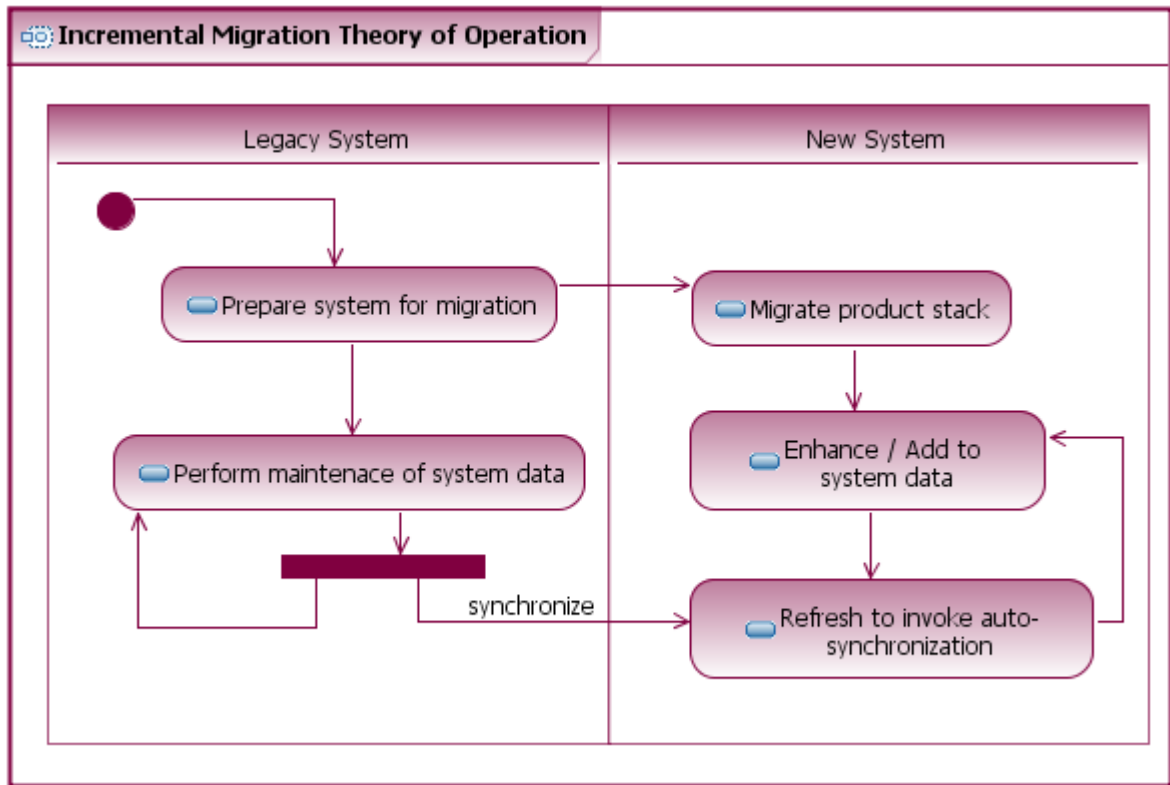 Incremental Migration Theory of Operation
Legacy System
New System
Prepare system for migration
Migrate product stack
Perform maintenace of system data
Enhance / Add to
system data
synchronize
Refresh to invoke auto-
synchronization